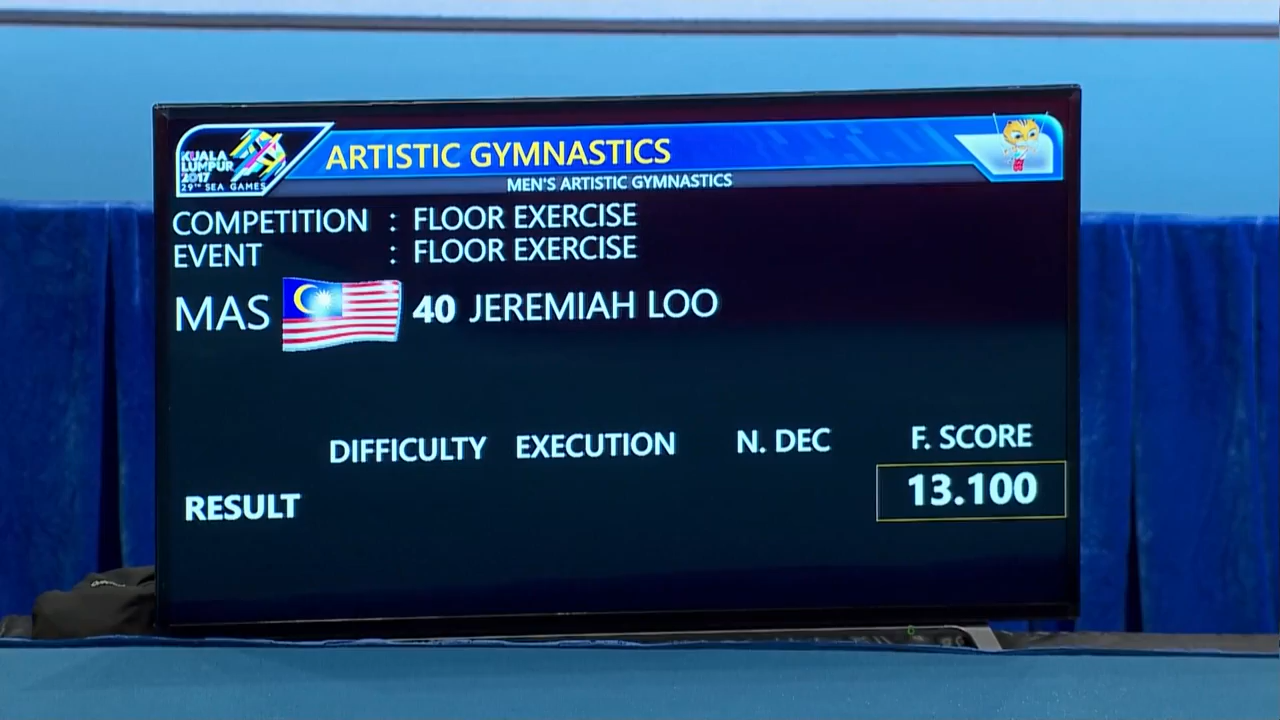 KUALA
LUMPUR
2017
29TH SEA GAMES
ARTISTIC GYMNASTICS
MEN'S ARTISTIC GYMNASTICS
COMPETITION : FLOOR EXERCISE
EVENT : FLOOR EXERCISE
MAS 40 JEREMIAH LOO
DIFFICULTY EXECUTION N. DEC F. SCORE
RESULT 13.100